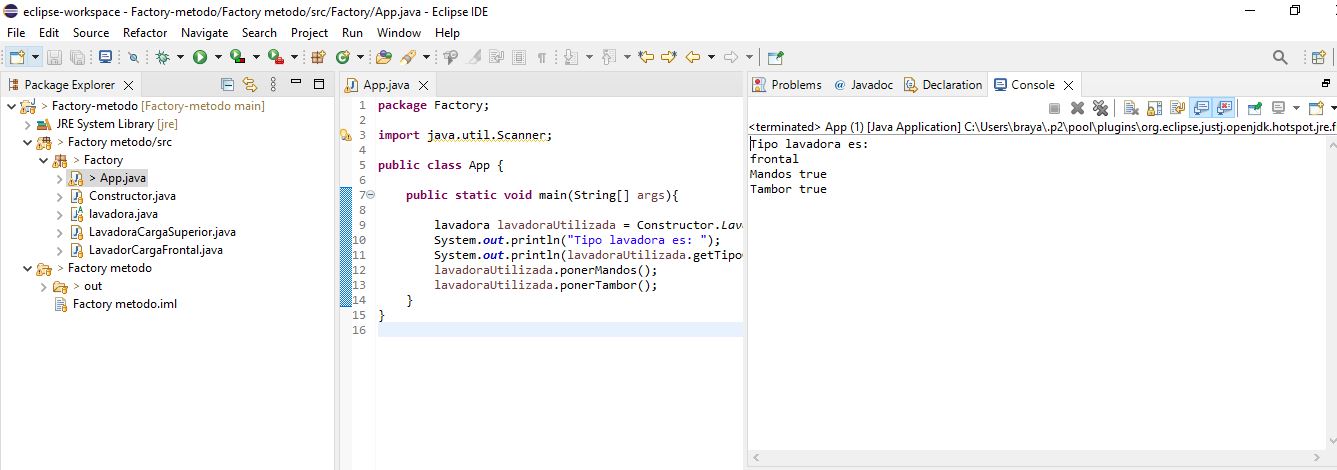 eclipse-workspace - Factory-metodo/Factory metodo/src/Factory/App.java - Eclipse IDE
File Edit Source Refactor Navigate Search Project Run Window Help
Package Explorer
> Factory-metodo [Factory-metodo main]
JRE System Library [jre]
> Factory metodo/src
> Factory
> App.java
Constructor.java
lavadora.java
LavadoraCargaSuperior.java
LavadorCargaFrontal.java
> Factory metodo
> out
Factory metodo.iml
App.java
1 package Factory;
2
3 import java.util.Scanner;
4
5 public class App {
6
7 public static void main(String[] args){
8
9 lavadora lavadoraUtilizada = Constructor.Lav
10 System.out.println("Tipo lavadora es: ");
11 System.out.println(lavadoraUtilizada.getTipo
12 lavadoraUtilizada.ponerMandos();
13 lavadoraUtilizada.ponerTambor();
14 }
15 }
16
Problems @ Javadoc Declaration Console
<terminated> App (1) [Java Application] C:\Users\braya\.p2\pool\plugins\org.eclipse.justj.openjdk.hotspot.jre.f
Tipo lavadora es:
frontal
Mandos true
Tambor true